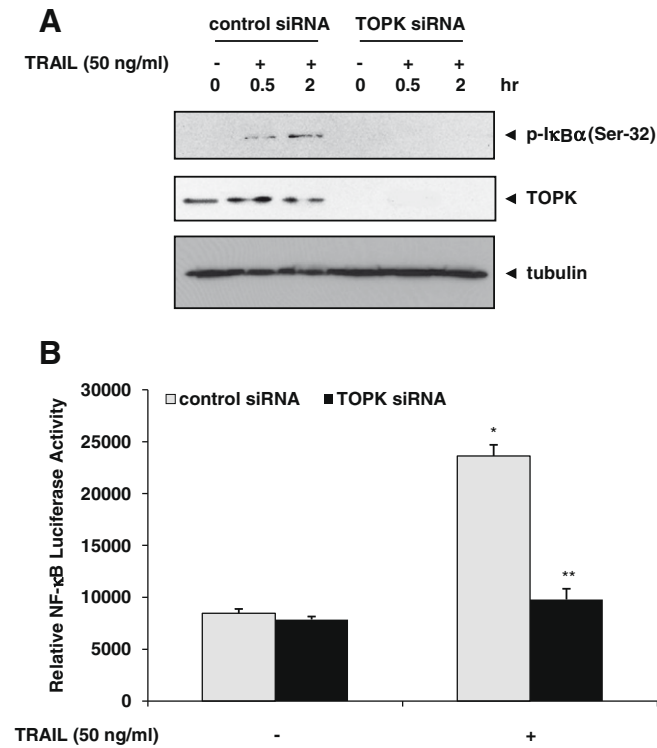 A
control siRNA TOPK siRNA
TRAIL (50 ng/ml) - + + - + +
0 0.5 2 0 0.5 2 hr
p-IκBα(Ser-32)
TOPK
tubulin
B
30000
control siRNA TOPK siRNA
25000
20000
15000
10000
5000
0
Relative NF-κB Luciferase Activity
*
**
TRAIL (50 ng/ml) - +